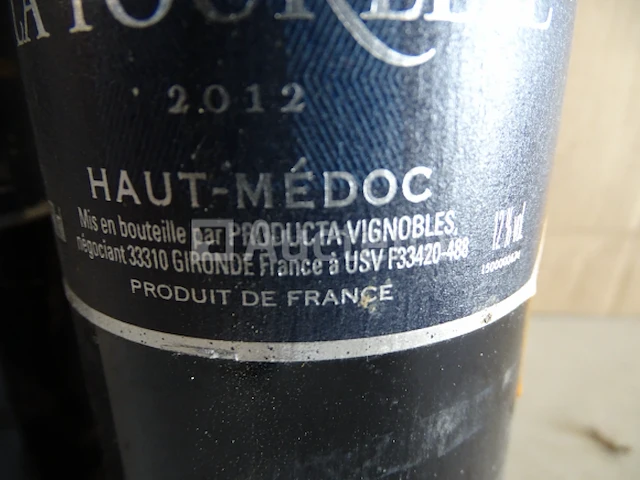 2012
HAUT-MÉDOC
Mis en bouteille par PRODUCTA-VIGNOBLES,
négociant 33310 GIRONDE France à USV F33420-488
12% vol.
PRODUIT DE FRANCE